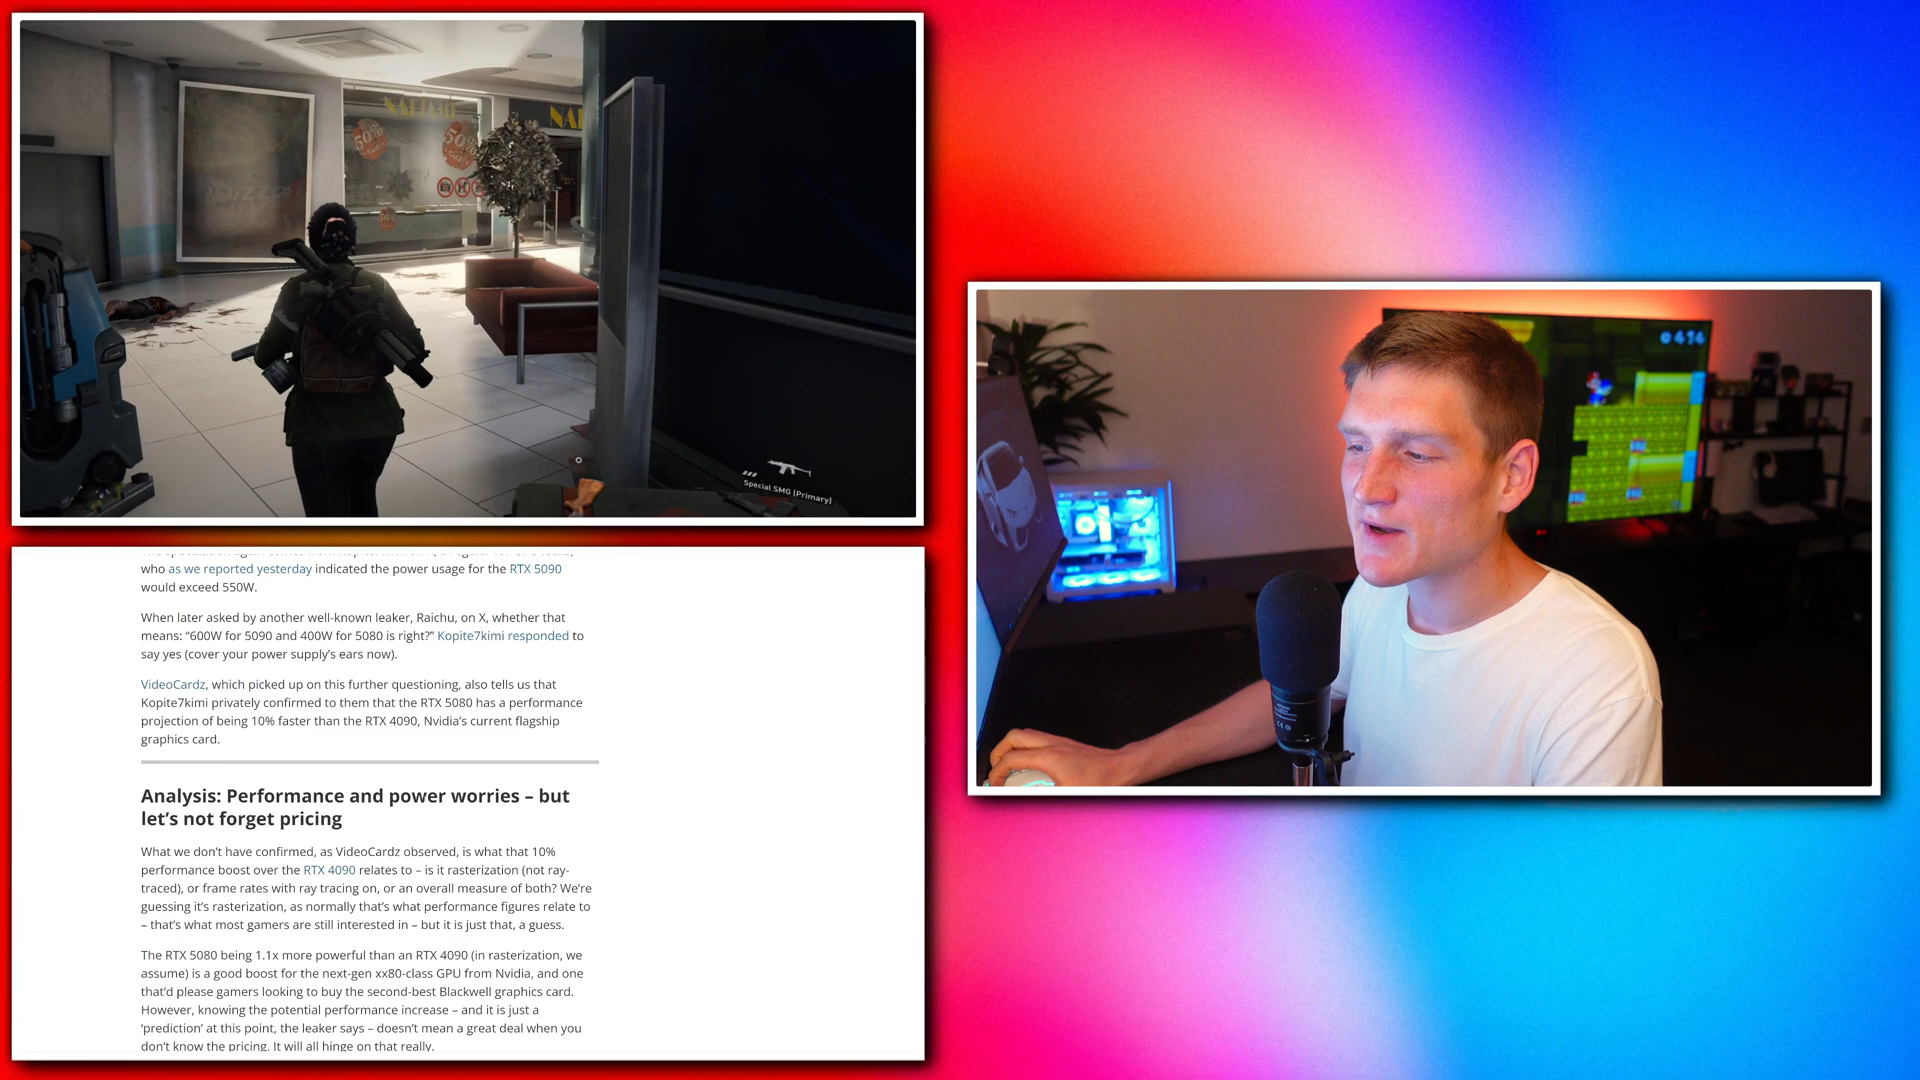 NAFTALI
NAF
50%
50%
Pizza
Special SMG (Primary)
who as we reported yesterday indicated the power usage for the RTX 5090
would exceed 550W.
When later asked by another well-known leaker, Raichu, on X, whether that
means: “600W for 5090 and 400W for 5080 is right?” Kopite7kimi responded to
say yes (cover your power supply’s ears now).
VideoCardz, which picked up on this further questioning, also tells us that
Kopite7kimi privately confirmed to them that the RTX 5080 has a performance
projection of being 10% faster than the RTX 4090, Nvidia’s current flagship
graphics card.
Analysis: Performance and power worries – but
let’s not forget pricing
What we don’t have confirmed, as VideoCardz observed, is what that 10%
performance boost over the RTX 4090 relates to – is it rasterization (not ray-
traced), or frame rates with ray tracing on, or an overall measure of both? We’re
guessing it’s rasterization, as normally that’s what performance figures relate to
– that’s what most gamers are still interested in – but it is just that, a guess.
The RTX 5080 being 1.1x more powerful than an RTX 4090 (in rasterization, we
assume) is a good boost for the next-gen xx80-class GPU from Nvidia, and one
that’d please gamers looking to buy the second-best Blackwell graphics card.
However, knowing the potential performance increase – and it is just a
‘prediction’ at this point, the leaker says – doesn’t mean a great deal when you
don’t know the pricing. It will all hinge on that really.
414